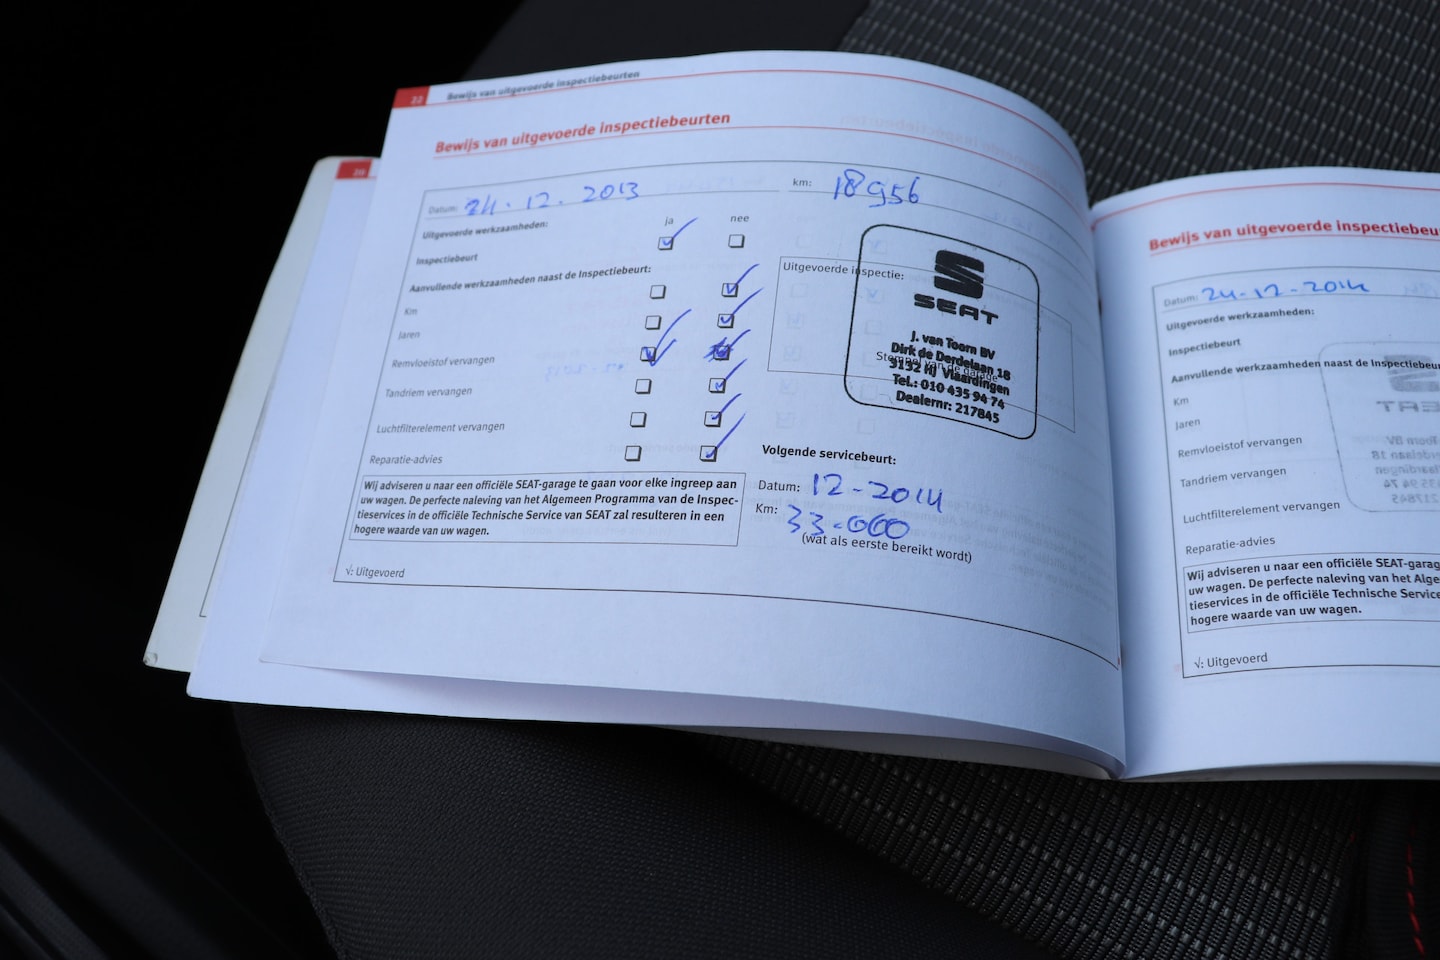 22 Bewijs van uitgevoerde inspectiebeurten
Bewijs van uitgevoerde inspectiebeurten
Datum: 24.12.2013
km: 18956
Uitgevoerde werkzaamheden:
ja nee
Inspectiebeurt
Aanvullende werkzaamheden naast de Inspectiebeurt:
Km
Jaren
Remvloeistof vervangen
Tandriem vervangen
Luchtfilterelement vervangen
Reparatie-advies
Wij adviseren u naar een officiële SEAT-garage te gaan voor elke ingreep aan
uw wagen. De perfecte naleving van het Algemeen Programma van de Inspec-
tieservices in de officiële Technische Service van SEAT zal resulteren in een
hogere waarde van uw wagen.
√: Uitgevoerd
Uitgevoerde inspectie:
SEAT
J. van Toorn BV
Dirk de Derdelaan 18
Stempel van de garage
3132 HJ Vlaardingen
Tel.: 010 435 94 74
Dealernr: 217845
Volgende servicebeurt:
Datum: 12-2014
Km: 33.000
(wat als eerste bereikt wordt)
20
Bewijs van uitgevoerde inspectiebeu
Datum: 24-12-2014
Uitgevoerde werkzaamheden:
Inspectiebeurt
Aanvullende werkzaamheden naast de Inspectiebeu
Km
Jaren
Remvloeistof vervangen
Tandriem vervangen
Luchtfilterelement vervangen
Reparatie-advies
Wij adviseren u naar een officiële SEAT-garag
uw wagen. De perfecte naleving van het Alge
tieservices in de officiële Technische Service
hogere waarde van uw wagen.
√: Uitgevoerd